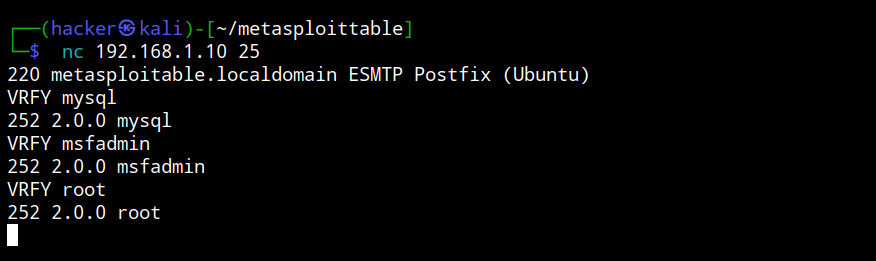 ┌──(hacker㉿kali)-[~/metasploittable]
└─$ nc 192.168.1.10 25
220 metasploitable.localdomain ESMTP Postfix (Ubuntu)
VRFY mysql
252 2.0.0 mysql
VRFY msfadmin
252 2.0.0 msfadmin
VRFY root
252 2.0.0 root